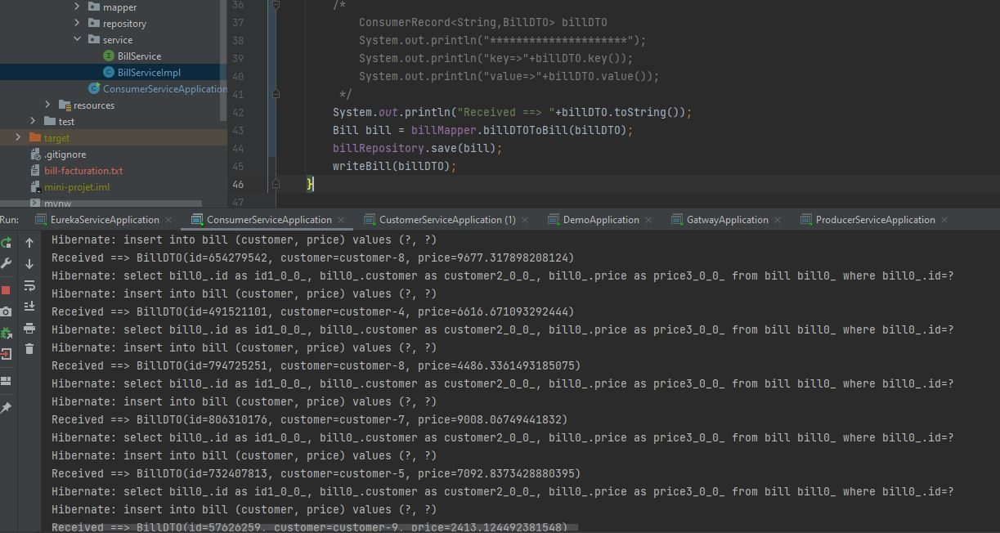 mapper
repository
service
BillService
BillServiceImpl
ConsumerServiceApplication
resources
test
target
.gitignore
bill-facturation.txt
mini-projet.iml
mvnw
36 /*
37 ConsumerRecord<String,BillDTO> billDTO
38 System.out.println("*********************");
39 System.out.println("key=>"+billDTO.key());
40 System.out.println("value=>"+billDTO.value());
41 */
42 System.out.println("Received ==> "+billDTO.toString());
43 Bill bill = billMapper.billDTOToBill(billDTO);
44 billRepository.save(bill);
45 writeBill(billDTO);
46 }
47
Run: EurekaServiceApplication ConsumerServiceApplication CustomerServiceApplication (1) DemoApplication GatwayApplication ProducerServiceApplication
Hibernate: insert into bill (customer, price) values (?, ?)
Received ==> BillDTO(id=654279542, customer=customer-8, price=9677.317898208124)
Hibernate: select bill0_.id as id1_0_0_, bill0_.customer as customer2_0_0_, bill0_.price as price3_0_0_ from bill bill0_ where bill0_.id=?
Hibernate: insert into bill (customer, price) values (?, ?)
Received ==> BillDTO(id=491521101, customer=customer-4, price=6616.671093292444)
Hibernate: select bill0_.id as id1_0_0_, bill0_.customer as customer2_0_0_, bill0_.price as price3_0_0_ from bill bill0_ where bill0_.id=?
Hibernate: insert into bill (customer, price) values (?, ?)
Received ==> BillDTO(id=794725251, customer=customer-8, price=4486.3361493185075)
Hibernate: select bill0_.id as id1_0_0_, bill0_.customer as customer2_0_0_, bill0_.price as price3_0_0_ from bill bill0_ where bill0_.id=?
Hibernate: insert into bill (customer, price) values (?, ?)
Received ==> BillDTO(id=806310176, customer=customer-7, price=9008.06749441832)
Hibernate: select bill0_.id as id1_0_0_, bill0_.customer as customer2_0_0_, bill0_.price as price3_0_0_ from bill bill0_ where bill0_.id=?
Hibernate: insert into bill (customer, price) values (?, ?)
Received ==> BillDTO(id=732407813, customer=customer-5, price=7092.8373428880395)
Hibernate: select bill0_.id as id1_0_0_, bill0_.customer as customer2_0_0_, bill0_.price as price3_0_0_ from bill bill0_ where bill0_.id=?
Hibernate: insert into bill (customer, price) values (?, ?)
Received ==> BillDTO(id=57626259, customer=customer-9, price=2413.124492381548)